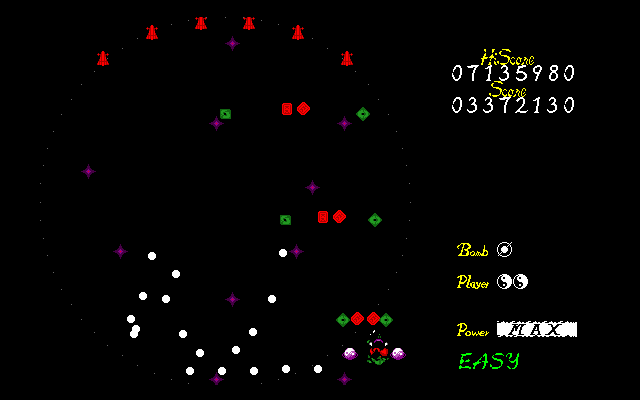 HiScore
07135980
Score
03372130
Bomb
Player
Power MAX
EASY